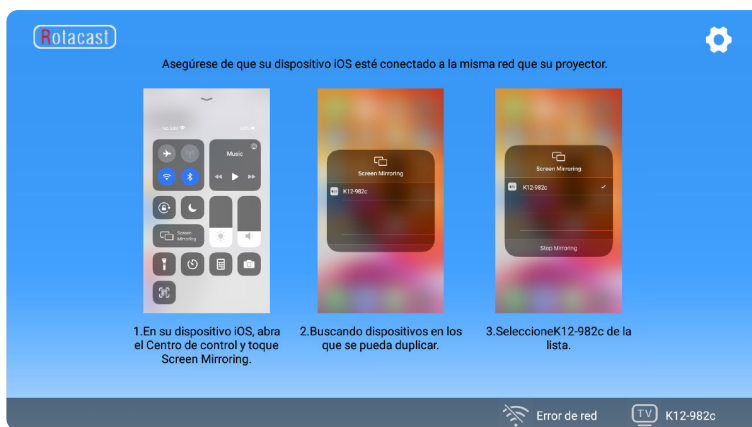 Rotacast
Asegúrese de que su dispositivo iOS esté conectado a la misma red que su proyector.
Music
Screen
Mirroring
Screen Mirroring
K12-982c
Screen Mirroring
K12-982c
Stop Mirroring
1.En su dispositivo iOS, abra
el Centro de control y toque
Screen Mirroring.
2.Buscando dispositivos en los
que se pueda duplicar.
3.SeleccioneK12-982c de la
lista.
Error de red
TV
K12-982c